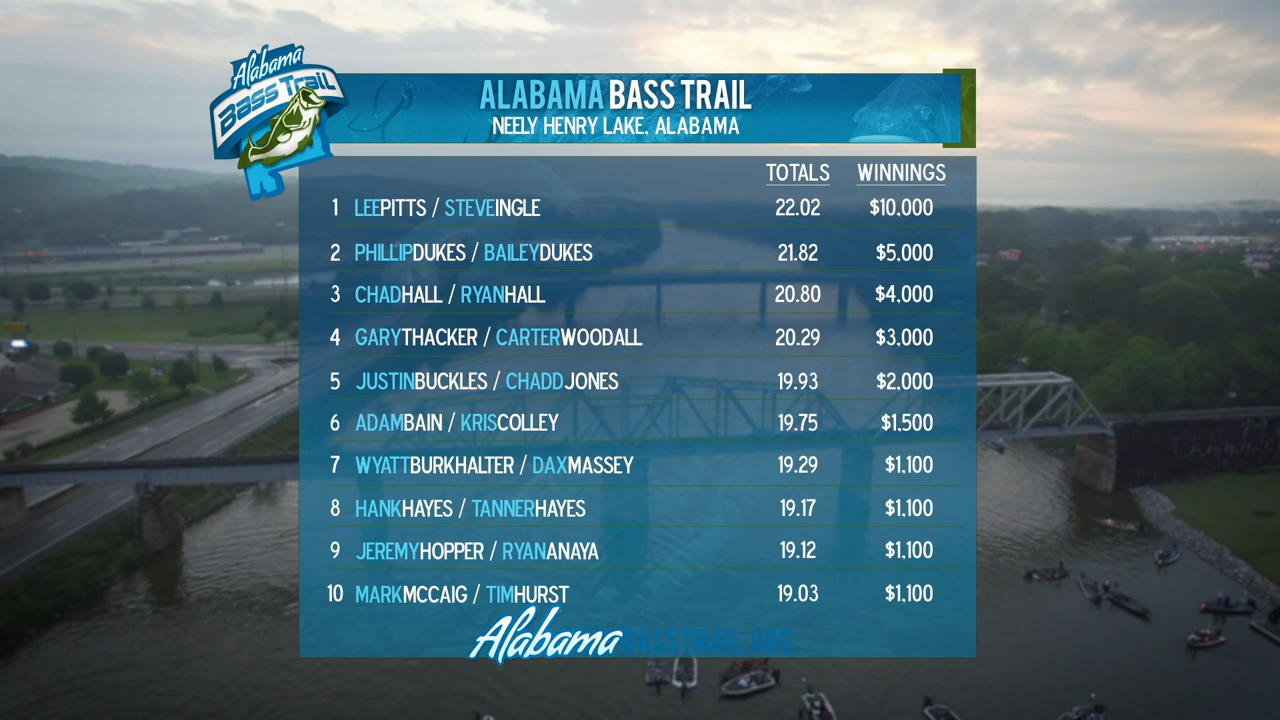 Alabama
Bass Trail
ALABAMA BASS TRAIL
NEELY HENRY LAKE, ALABAMA
TOTALS WINNINGS
1 LEEPITTS / STEVEINGLE 22.02 $10,000
2 PHILLIPDUKES / BAILEYDUKES 21.82 $5,000
3 CHADHALL / RYANHALL 20.80 $4,000
4 GARYTHACKER / CARTERWOODALL 20.29 $3,000
5 JUSTINBUCKLES / CHADDJONES 19.93 $2,000
6 ADAMBAIN / KRISCOLLEY 19.75 $1,500
7 WYATTBURKHALTER / DAXMASSEY 19.29 $1,100
8 HANKHAYES / TANNERHAYES 19.17 $1,100
9 JEREMYHOPPER / RYANANAYA 19.12 $1,100
10 MARKMCCAIG / TIMHURST 19.03 $1,100
AlabamaBASSTRAIL.ORG